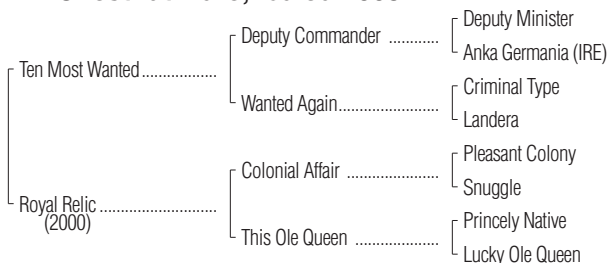 Deputy Minister
Deputy Commander ..................
Anka Germania (IRE)
Ten Most Wanted.................
Criminal Type
Wanted Again.......................
Landera
Pleasant Colony
Colonial Affair .....................
Snuggle
Royal Relic ...........................
(2000)
Princely Native
This Ole Queen ...................
Lucky Ole Queen